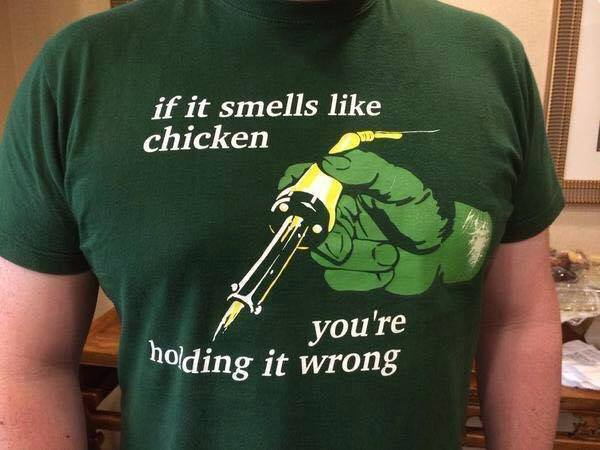 if it smells like
chicken
you're
holding it wrong